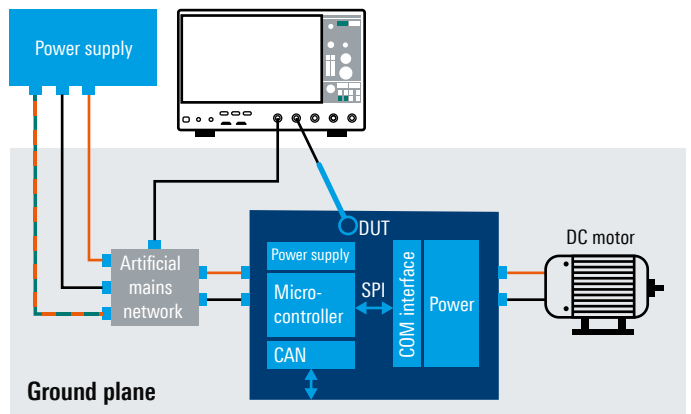 Power supply
DUT
Power supply
Micro-
controller
CAN
SPI
COM interface
Power
Artificial
mains
network
DC motor
Ground plane